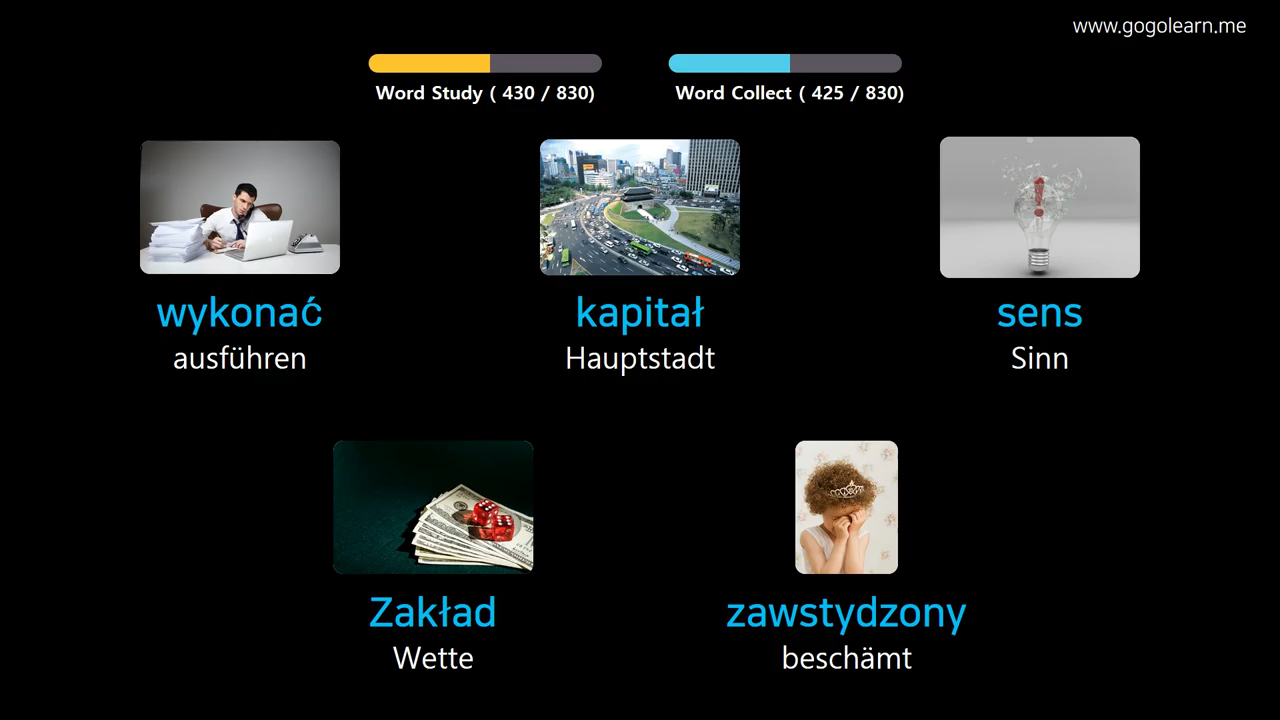 www.gogolearn.me
Word Study ( 430 / 830)
Word Collect ( 425 / 830)
wykonać
ausführen
kapitał
Hauptstadt
sens
Sinn
Zakład
Wette
zawstydzony
beschämt